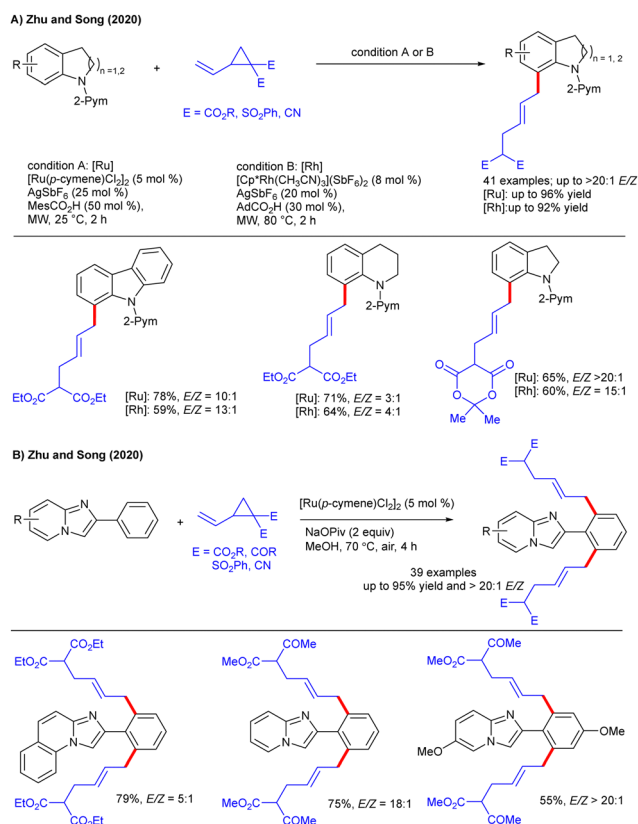 A) Zhu and Song (2020)
R
)n =1,2
N
2-Pym
+
E
E
E = CO2R, SO2Ph, CN
condition A or B
R
)n = 1, 2
N
2-Pym
E E
condition A: [Ru]
[Ru(p-cymene)Cl2]2 (5 mol %)
AgSbF6 (25 mol %)
MesCO2H (50 mol %),
MW, 25 °C, 2 h
condition B: [Rh]
[Cp*Rh(CH3CN)3](SbF6)2 (8 mol %)
AgSbF6 (20 mol %)
AdCO2H (30 mol %),
MW, 80 °C, 2 h
41 examples; up to >20:1 E/Z
[Ru]: up to 96% yield
[Rh]:up to 92% yield
N
2-Pym
EtO2C CO2Et
[Ru]: 78%, E/Z = 10:1
[Rh]: 59%, E/Z = 13:1
N
2-Pym
EtO2C CO2Et
[Ru]: 71%, E/Z = 3:1
[Rh]: 64%, E/Z = 4:1
N
2-Pym
O O
O O
Me Me
[Ru]: 65%, E/Z >20:1
[Rh]: 60%, E/Z = 15:1
B) Zhu and Song (2020)
R
N
N
+
E
E
E = CO2R, COR
SO2Ph, CN
[Ru(p-cymene)Cl2]2 (5 mol %)
NaOPiv (2 equiv)
MeOH, 70 °C, air, 4 h
39 examples
up to 95% yield and > 20:1 E/Z
E
E
R
N
N
E
E
CO2Et
EtO2C
N
N
EtO2C
CO2Et
79%, E/Z = 5:1
COMe
MeO2C
N
N
MeO2C
COMe
75%, E/Z = 18:1
COMe
MeO2C
N
N
MeO
OMe
MeO2C
COMe
55%, E/Z > 20:1